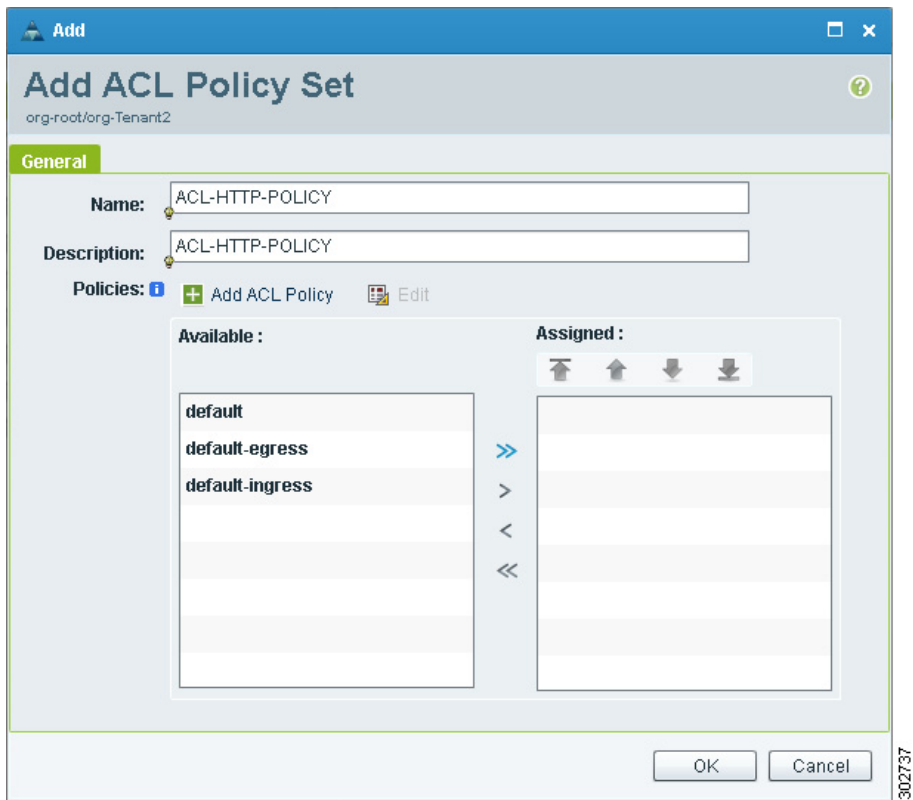 Add
Add ACL Policy Set
org-root/org-Tenant2
General
Name: ACL-HTTP-POLICY
Description: ACL-HTTP-POLICY
Policies: Add ACL Policy Edit
Available : Assigned :
default
default-egress
default-ingress
OK Cancel
302737